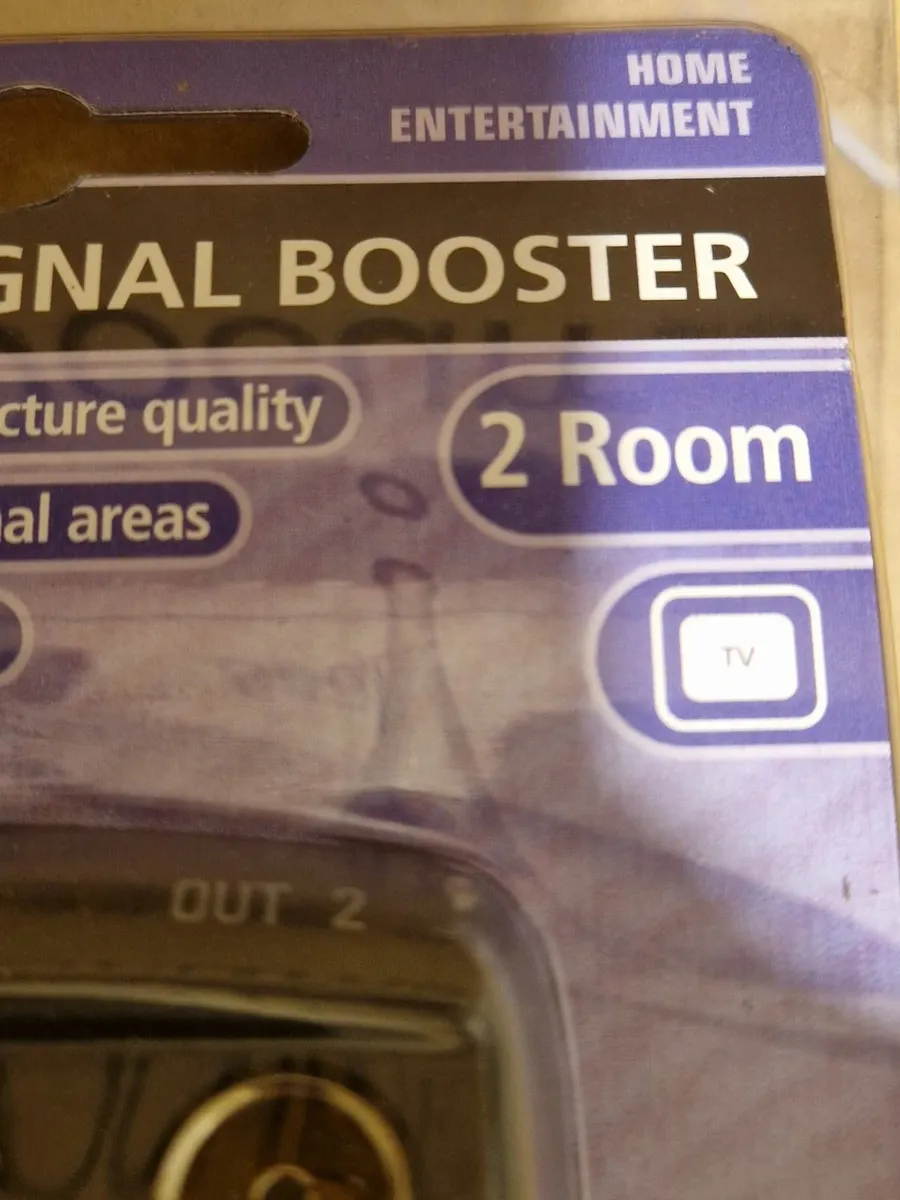 HOME
ENTERTAINMENT
GNAL BOOSTER
cture quality
2 Room
al areas
TV
OUT 2